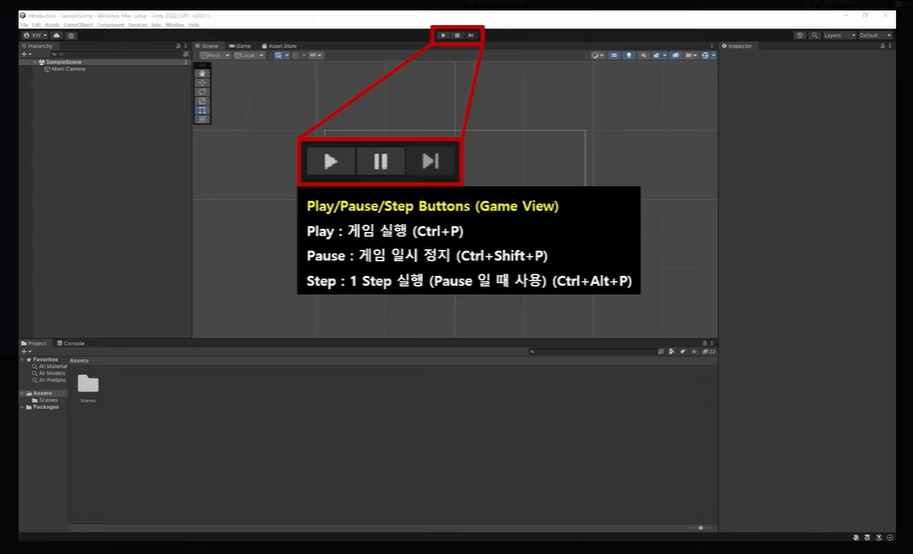 Introduction - SampleScene - Windows, Mac, Linux - Unity 2022.1.0f1 <DX11>
File Edit Assets GameObject Component Services Jobs Window Help
KW
Layers
Default
Hierarchy
All
SampleScene
Main Camera
Scene
Game
Asset Store
Pivot
Local
2D
Inspector
Play/Pause/Step Buttons (Game View)
Play : 게임 실행 (Ctrl+P)
Pause : 게임 일시 정지 (Ctrl+Shift+P)
Step : 1 Step 실행 (Pause 일 때 사용) (Ctrl+Alt+P)
Project
Console
Favorites
All Material
All Models
All Prefabs
Assets
Scenes
Packages
Assets
Scenes
22